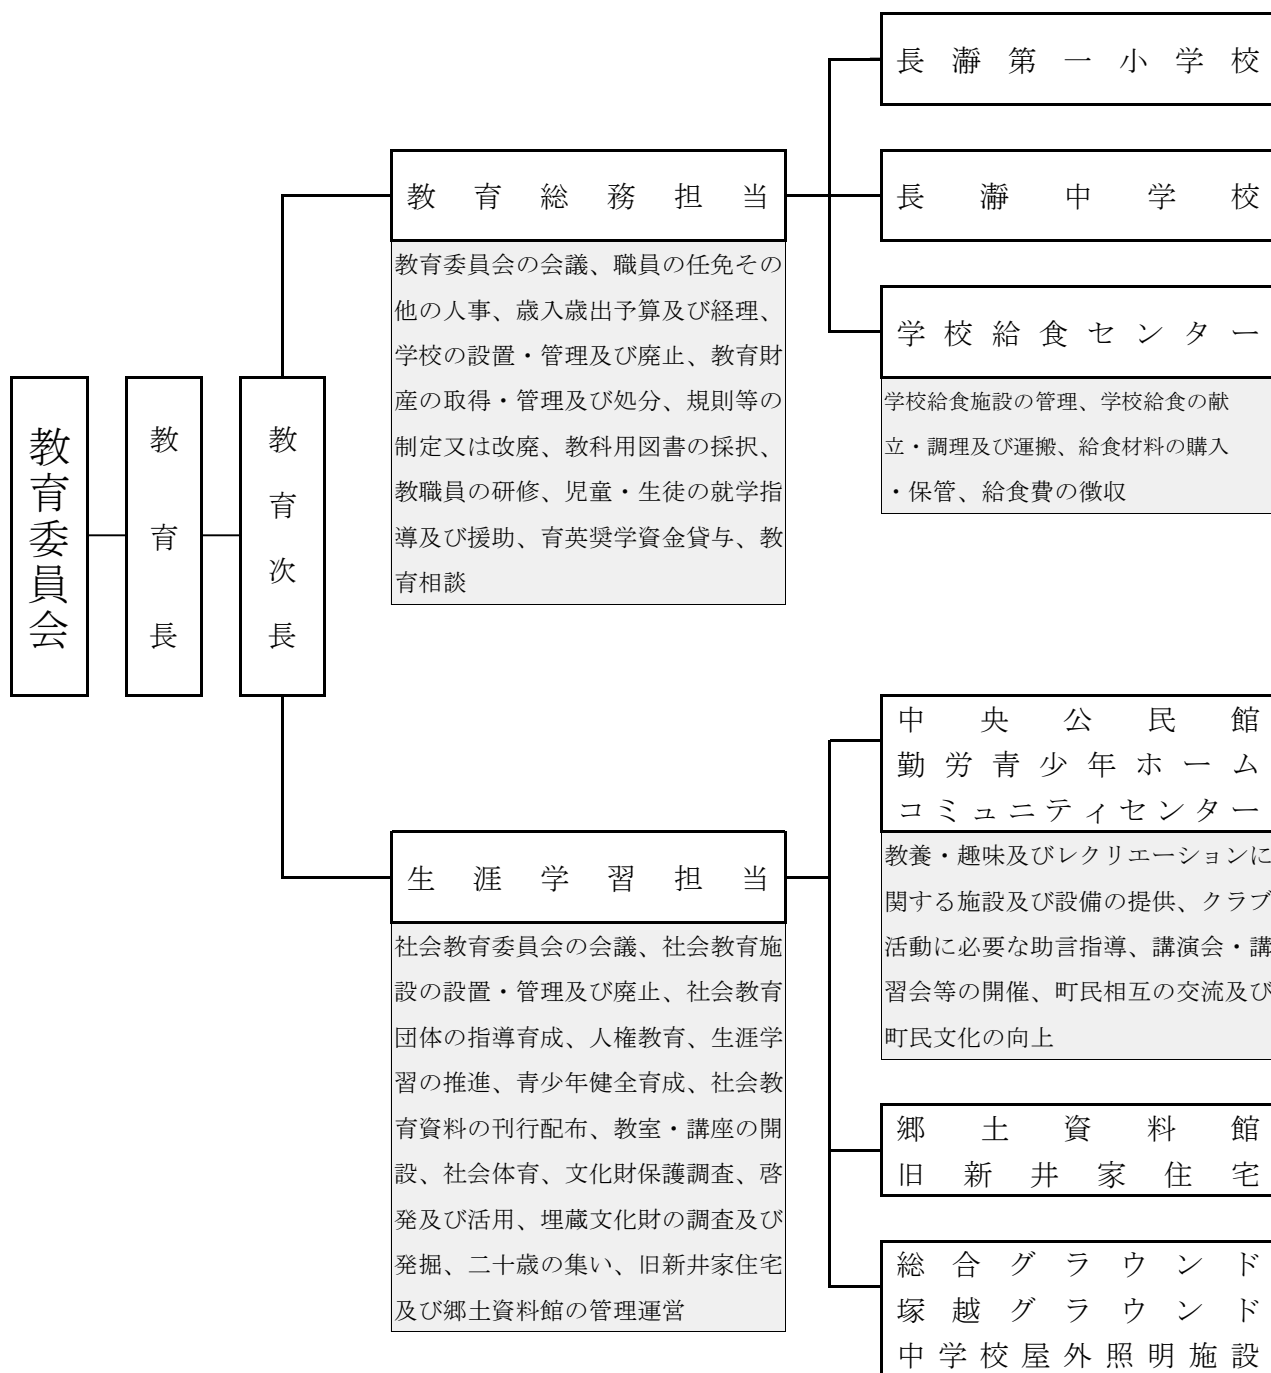 教育委員会
教育長
教育次長
教育総務担当
教育委員会の会議、職員の任免その
他の人事、歳入歳出予算及び経理、
学校の設置・管理及び廃止、教育財
産の取得・管理及び処分、規則等の
制定又は改廃、教科用図書の採択、
教職員の研修、児童・生徒の就学指
導及び援助、育英奨学資金貸与、教
育相談
長瀞第一小学校
長瀞中学校
学校給食センター
学校給食施設の管理、学校給食の献
立・調理及び運搬、給食材料の購入
・保管、給食費の徴収
生涯学習担当
社会教育委員会の会議、社会教育施
設の設置・管理及び廃止、社会教育
団体の指導育成、人権教育、生涯学
習の推進、青少年健全育成、社会教
育資料の刊行配布、教室・講座の開
設、社会体育、文化財保護調査、啓
発及び活用、埋蔵文化財の調査及び
発掘、二十歳の集い、旧新井家住宅
及び郷土資料館の管理運営
中央公民館
勤労青少年ホーム
コミュニティセンター
教養・趣味及びレクリエーションに
関する施設及び設備の提供、クラブ
活動に必要な助言指導、講演会・講
習会等の開催、町民相互の交流及び
町民文化の向上
郷土資料館
旧新井家住宅
総合グラウンド
塚越グラウンド
中学校屋外照明施設